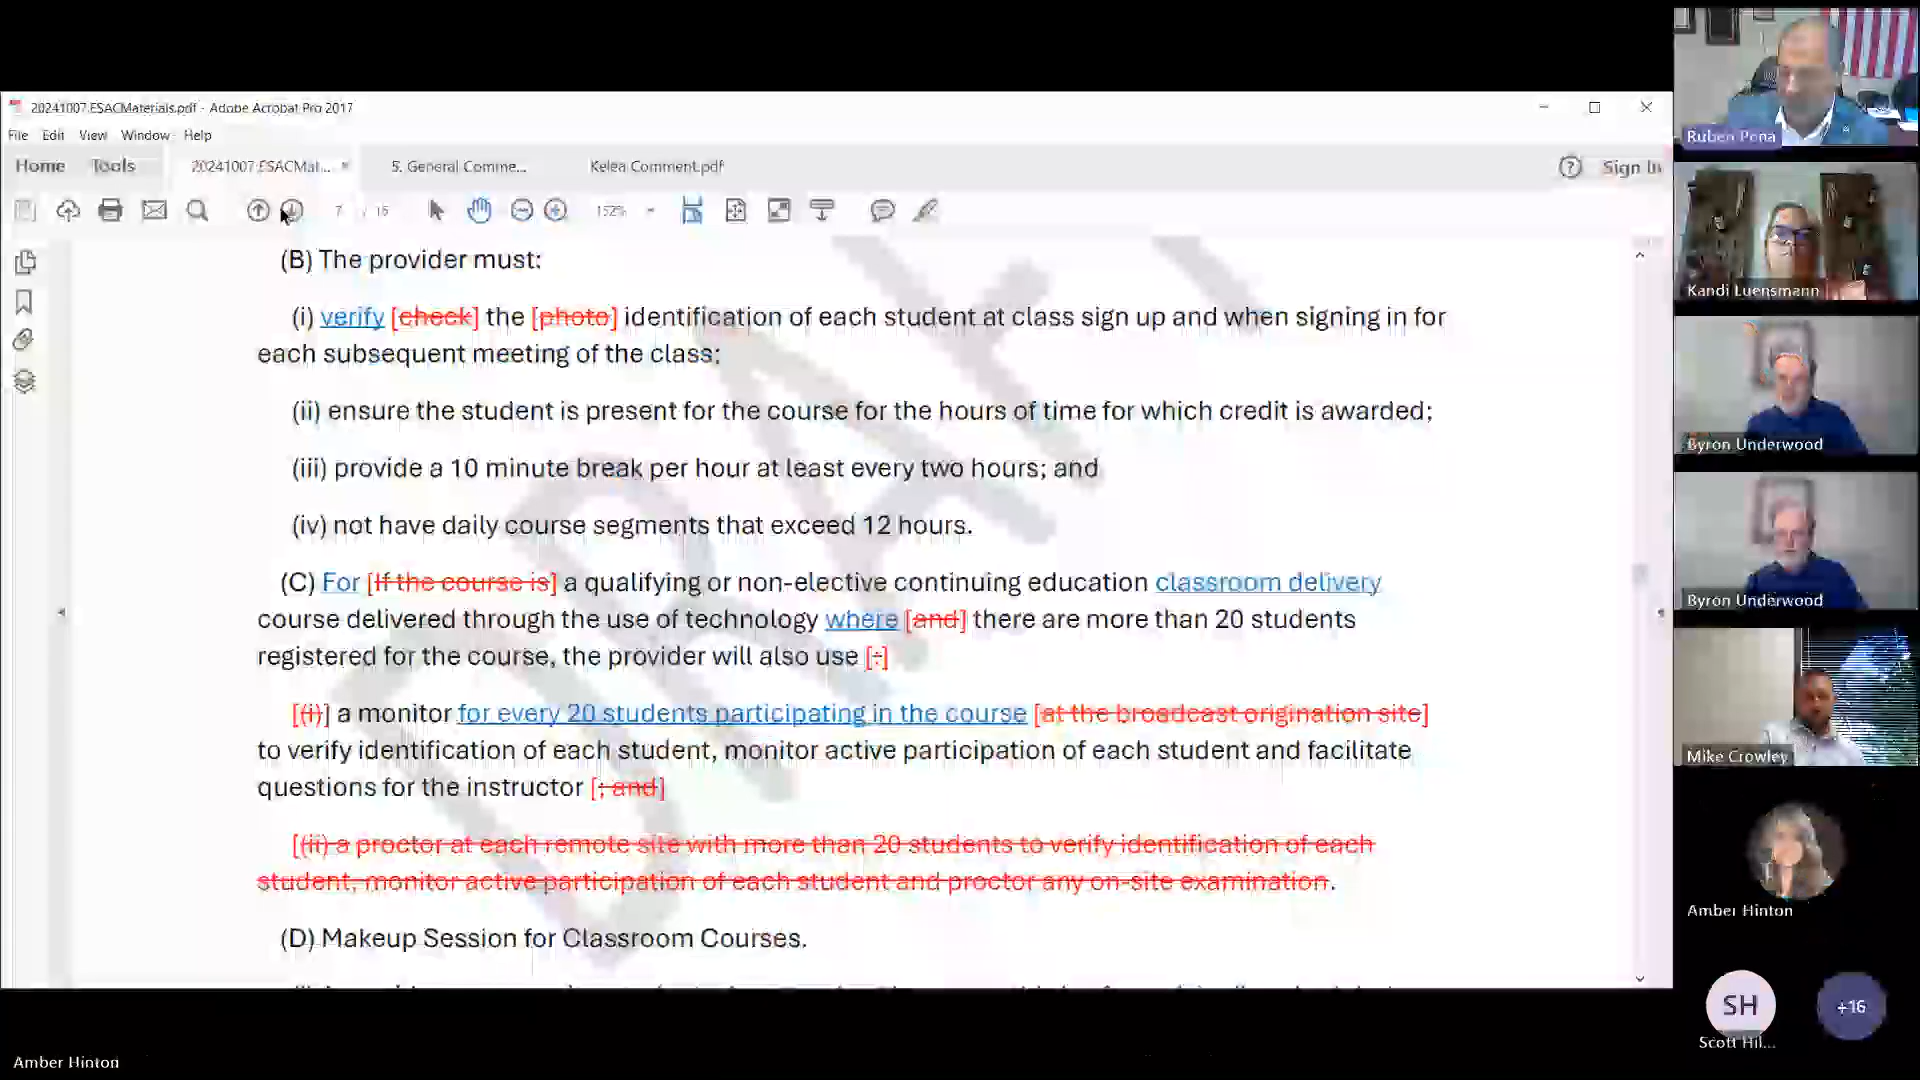 20241007.ESACMaterials.pdf - Adobe Acrobat Pro 2017
File Edit View Window Help
Home Tools 20241007.ESACMat... × 5. General Comme... Kelea Comment.pdf Sign In
7 / 15 152%
(B) The provider must:
(i) verify [check] the [photo] identification of each student at class sign up and when signing in for
each subsequent meeting of the class;
(ii) ensure the student is present for the course for the hours of time for which credit is awarded;
(iii) provide a 10 minute break per hour at least every two hours; and
(iv) not have daily course segments that exceed 12 hours.
(C) For [If the course is] a qualifying or non-elective continuing education classroom delivery
course delivered through the use of technology where [and] there are more than 20 students
registered for the course, the provider will also use [:]
[(i)] a monitor for every 20 students participating in the course [at the broadcast origination site]
to verify identification of each student, monitor active participation of each student and facilitate
questions for the instructor [; and]
[(ii) a proctor at each remote site with more than 20 students to verify identification of each
student, monitor active participation of each student and proctor any on-site examination.
(D) Makeup Session for Classroom Courses.
DRAFT
Ruben Pena
Kandi Luensmann
Byron Underwood
Byron Underwood
Mike Crowley
Amber Hinton
SH
+16
Scott Hil...
Amber Hinton